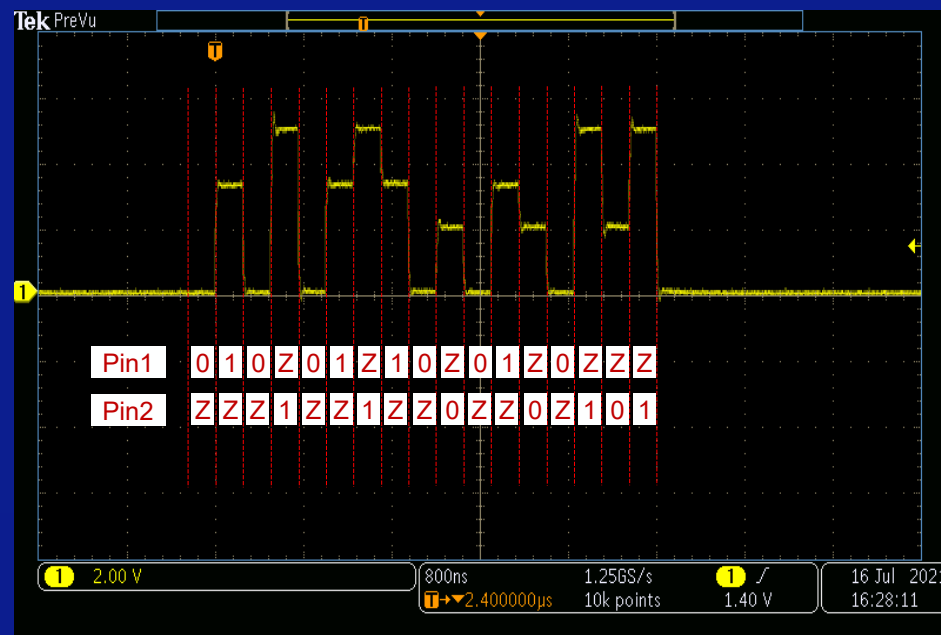 Tek PreVu
T
T
1
Pin1 0 1 0 Z 0 1 Z 1 0 Z 0 1 Z 0 Z Z Z
Pin2 Z Z Z 1 Z Z 1 Z Z 0 Z Z 0 Z 1 0 1
1 2.00 V 800ns 1.25GS/s 1 16 Jul 2021
T→▼2.400000µs 10k points 1.40 V 16:28:11